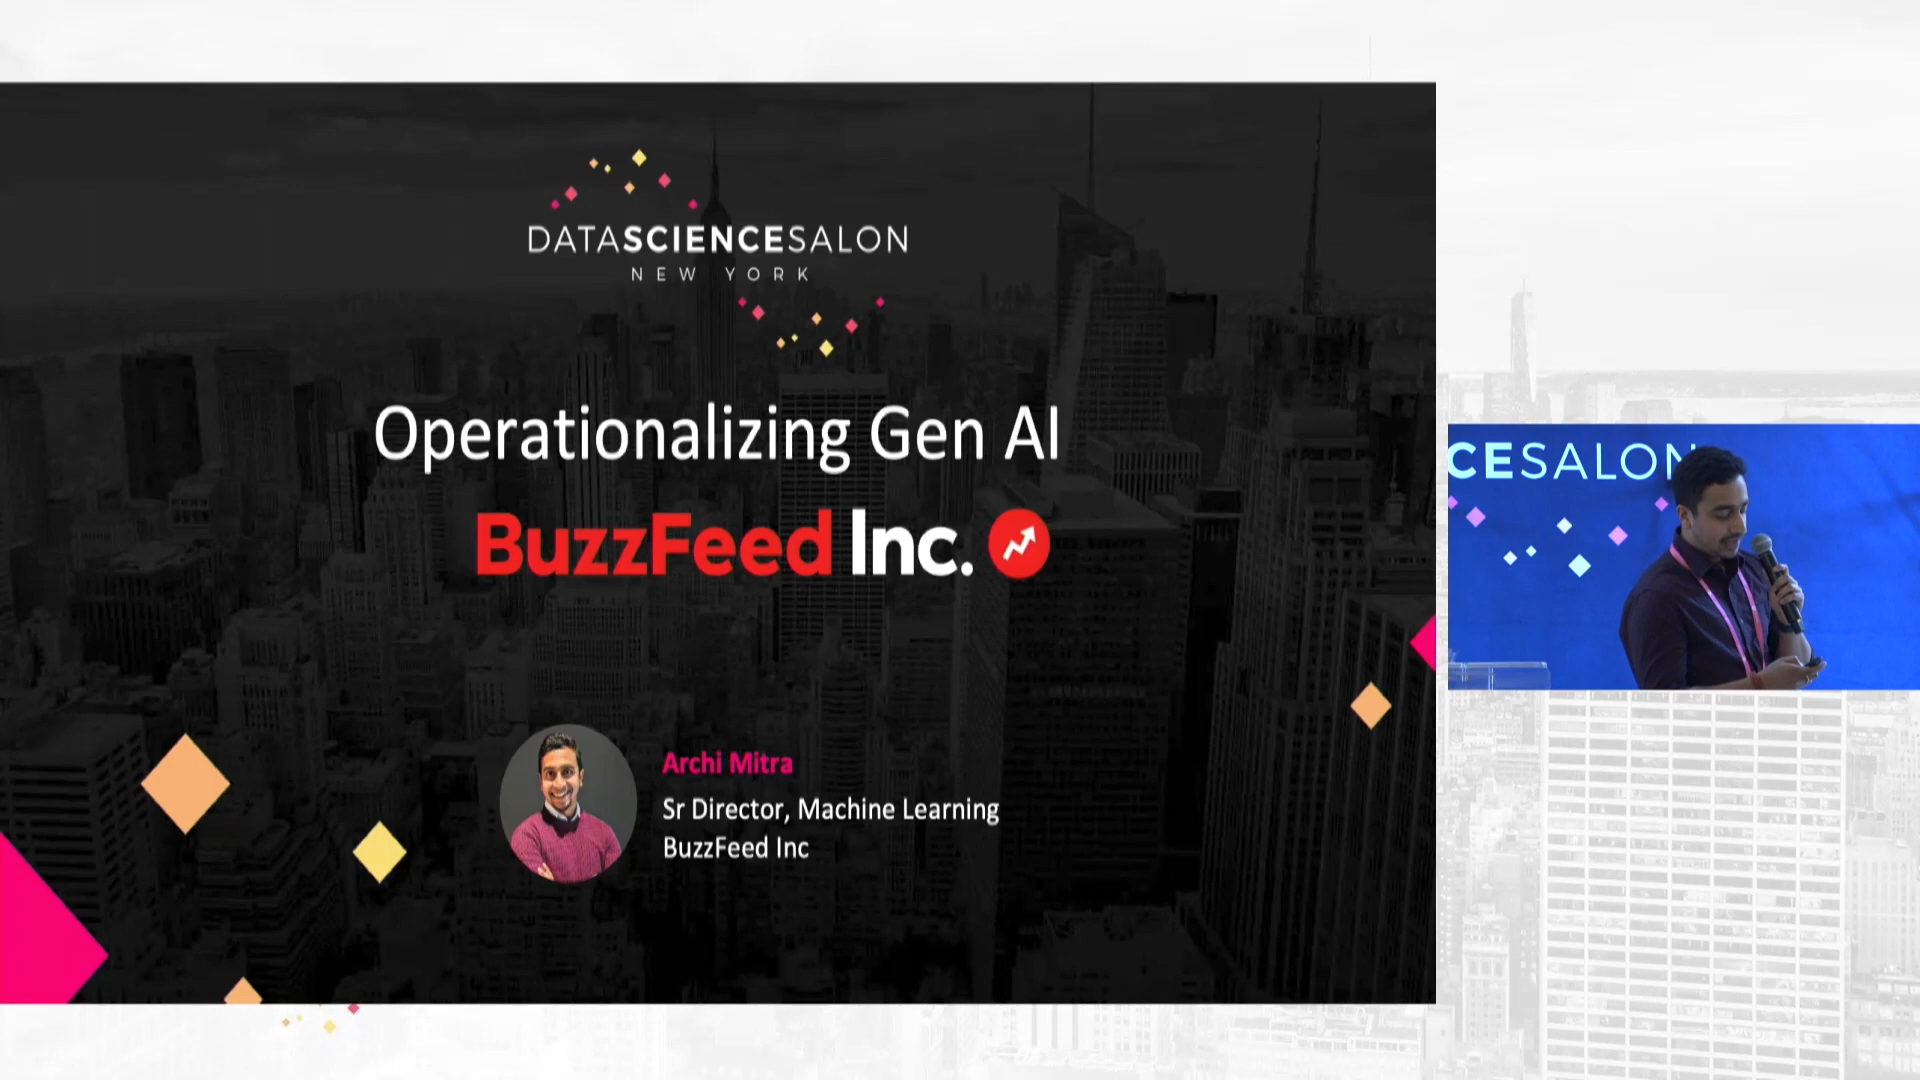 DATASCIENCESALON
NEW YORK
Operationalizing Gen AI
BuzzFeed Inc.
Archi Mitra
Sr Director, Machine Learning
BuzzFeed Inc
CESALON